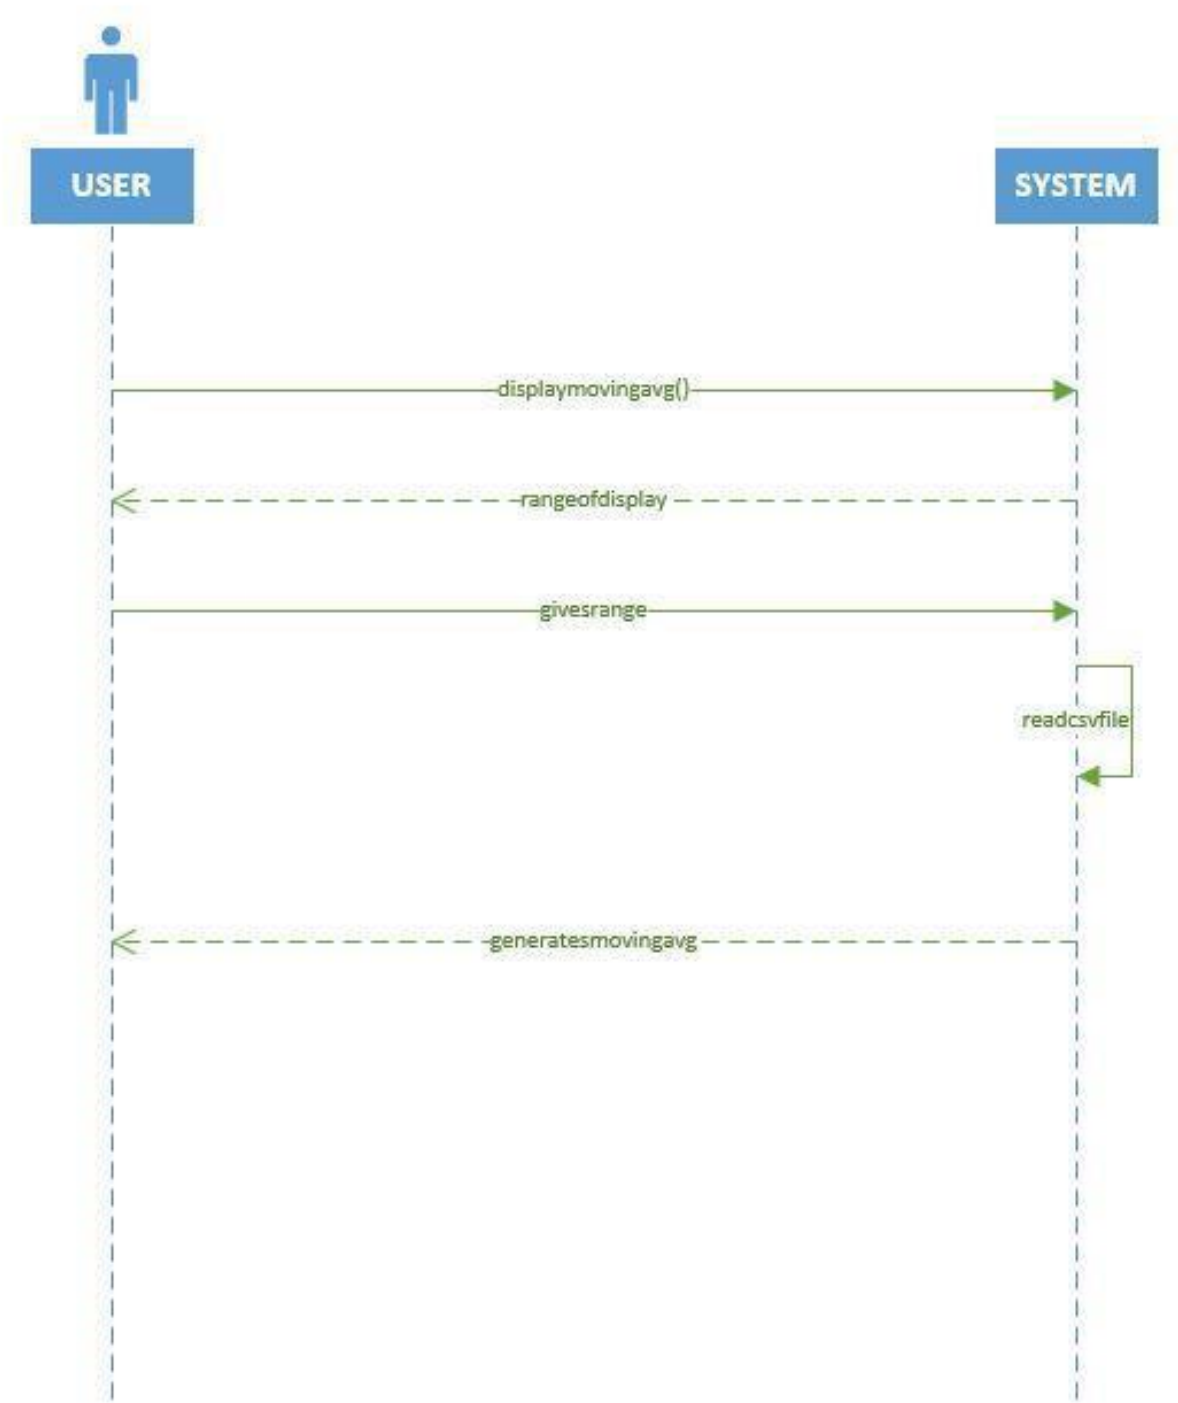 USER
SYSTEM
displaymovingavg()
rangeofdisplay
givesrange
readcsvfile
generatesmovingavg